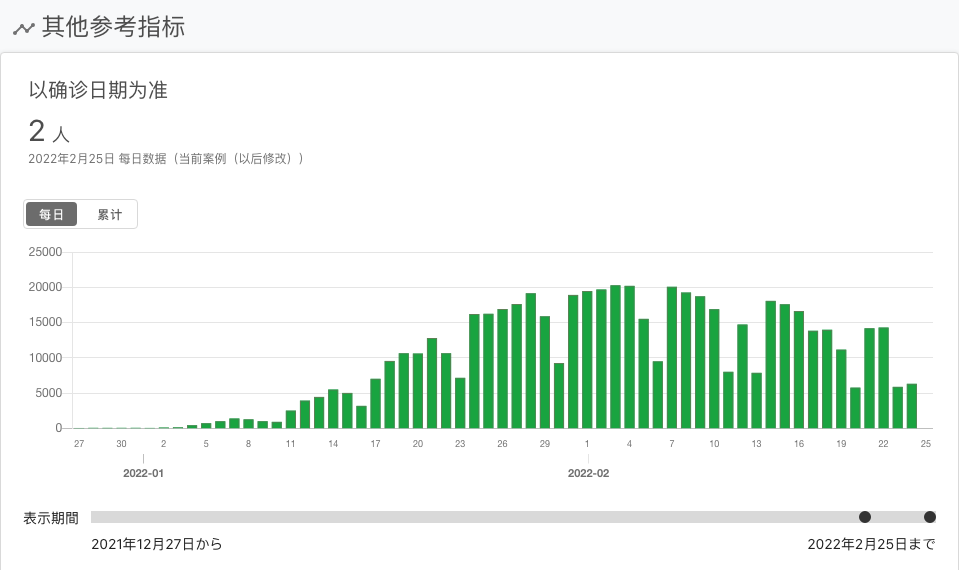 其他参考指标
以确诊日期为准
2 人
2022年2月25日 每日数据（当前案例（以后修改））
每日 累计
25000
20000
15000
10000
5000
0
27 30 2 5 8 11 14 17 20 23 26 29 1 4 7 10 13 16 19 22 25
2022-01 2022-02
表示期間
2021年12月27日から 2022年2月25日まで